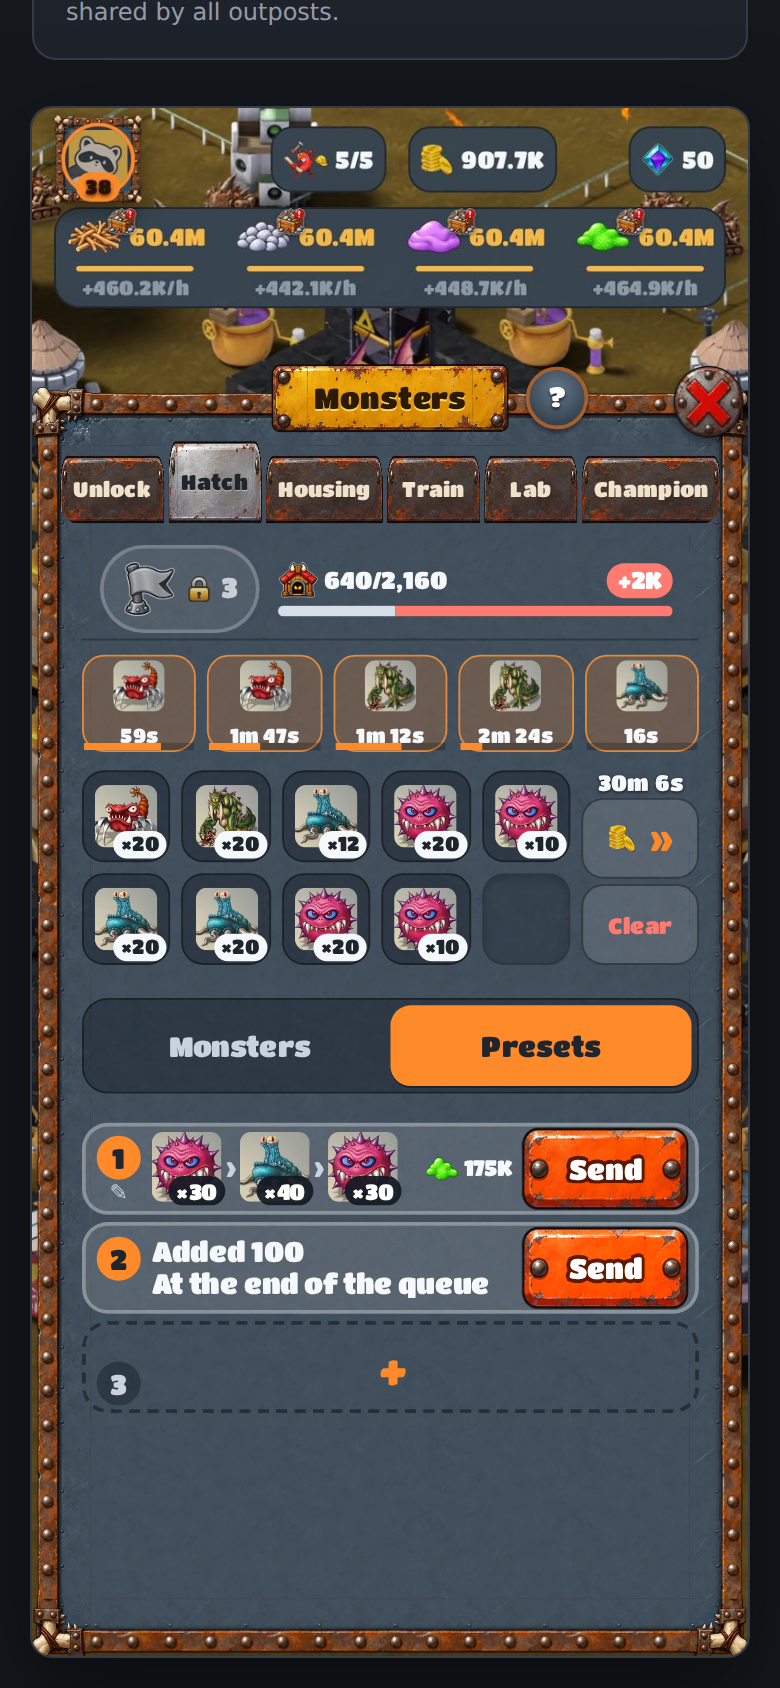 shared by all outposts.
38
5/5
907.7K
50
60.4M
60.4M
60.4M
60.4M
+460.2K/h
+442.1K/h
+448.7K/h
+464.9K/h
Monsters
?
Unlock
Hatch
Housing
Train
Lab
Champion
3
640/2,160
+2K
59s
1m 47s
1m 12s
2m 24s
16s
×20
×20
×12
×20
×10
30m 6s
×20
×20
×20
×10
Clear
Monsters
Presets
1
×30
×40
×30
175K
Send
2
Added 100
At the end of the queue
Send
3